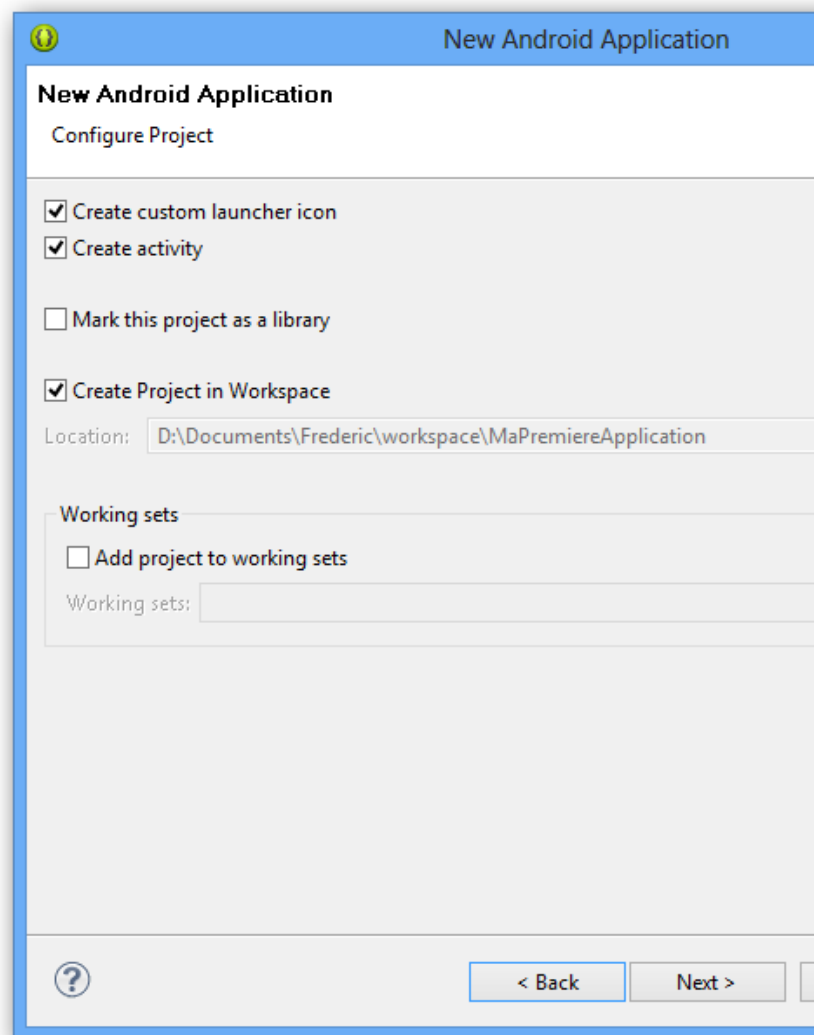 New Android Application
New Android Application
Configure Project
Create custom launcher icon
Create activity
Mark this project as a library
Create Project in Workspace
Location: D:\Documents\Frederic\workspace\MaPremiereApplication
Working sets
Add project to working sets
Working sets:
? < Back Next >